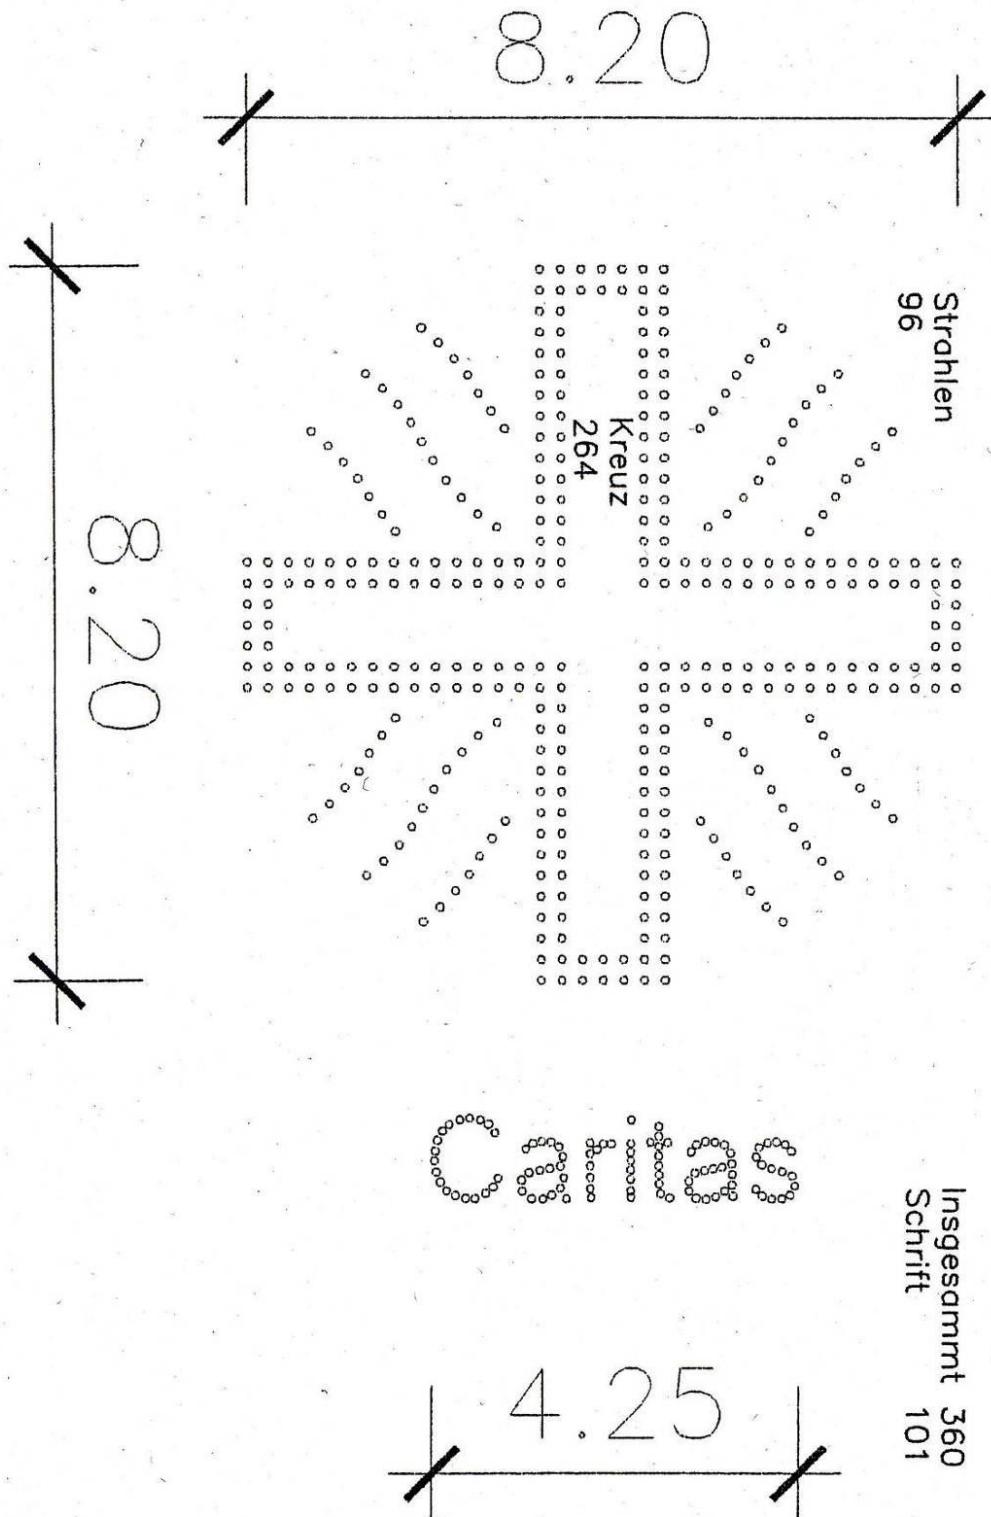 8.20
Strahlen
96
Kreuz
264
8.20
Caritas
Insgesammt 360
Schrift 101
4.25